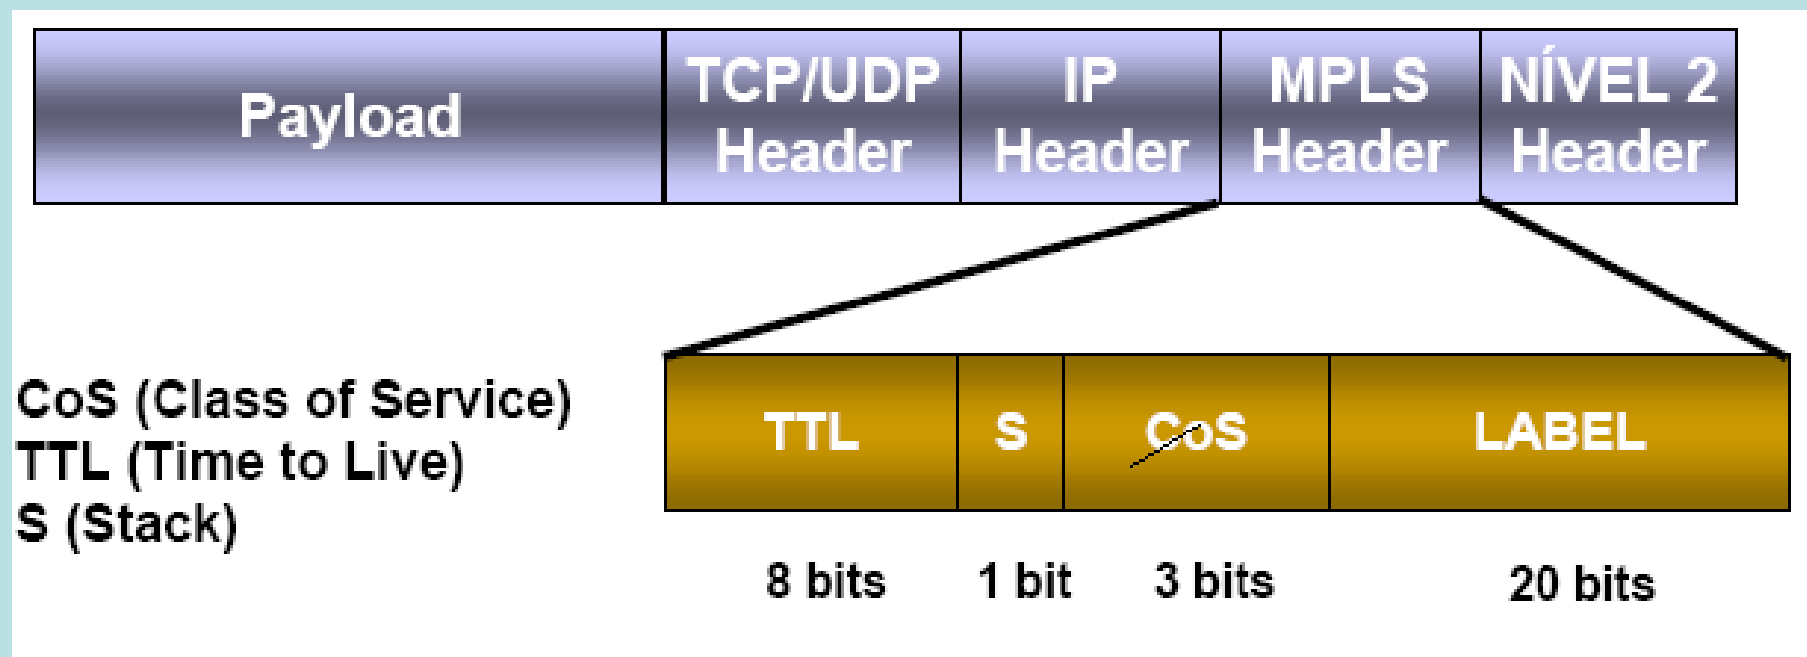 Payload
TCP/UDP
Header
IP
Header
MPLS
Header
NÍVEL 2
Header
CoS (Class of Service)
TTL (Time to Live)
S (Stack)
TTL
S
CoS
LABEL
8 bits
1 bit
3 bits
20 bits